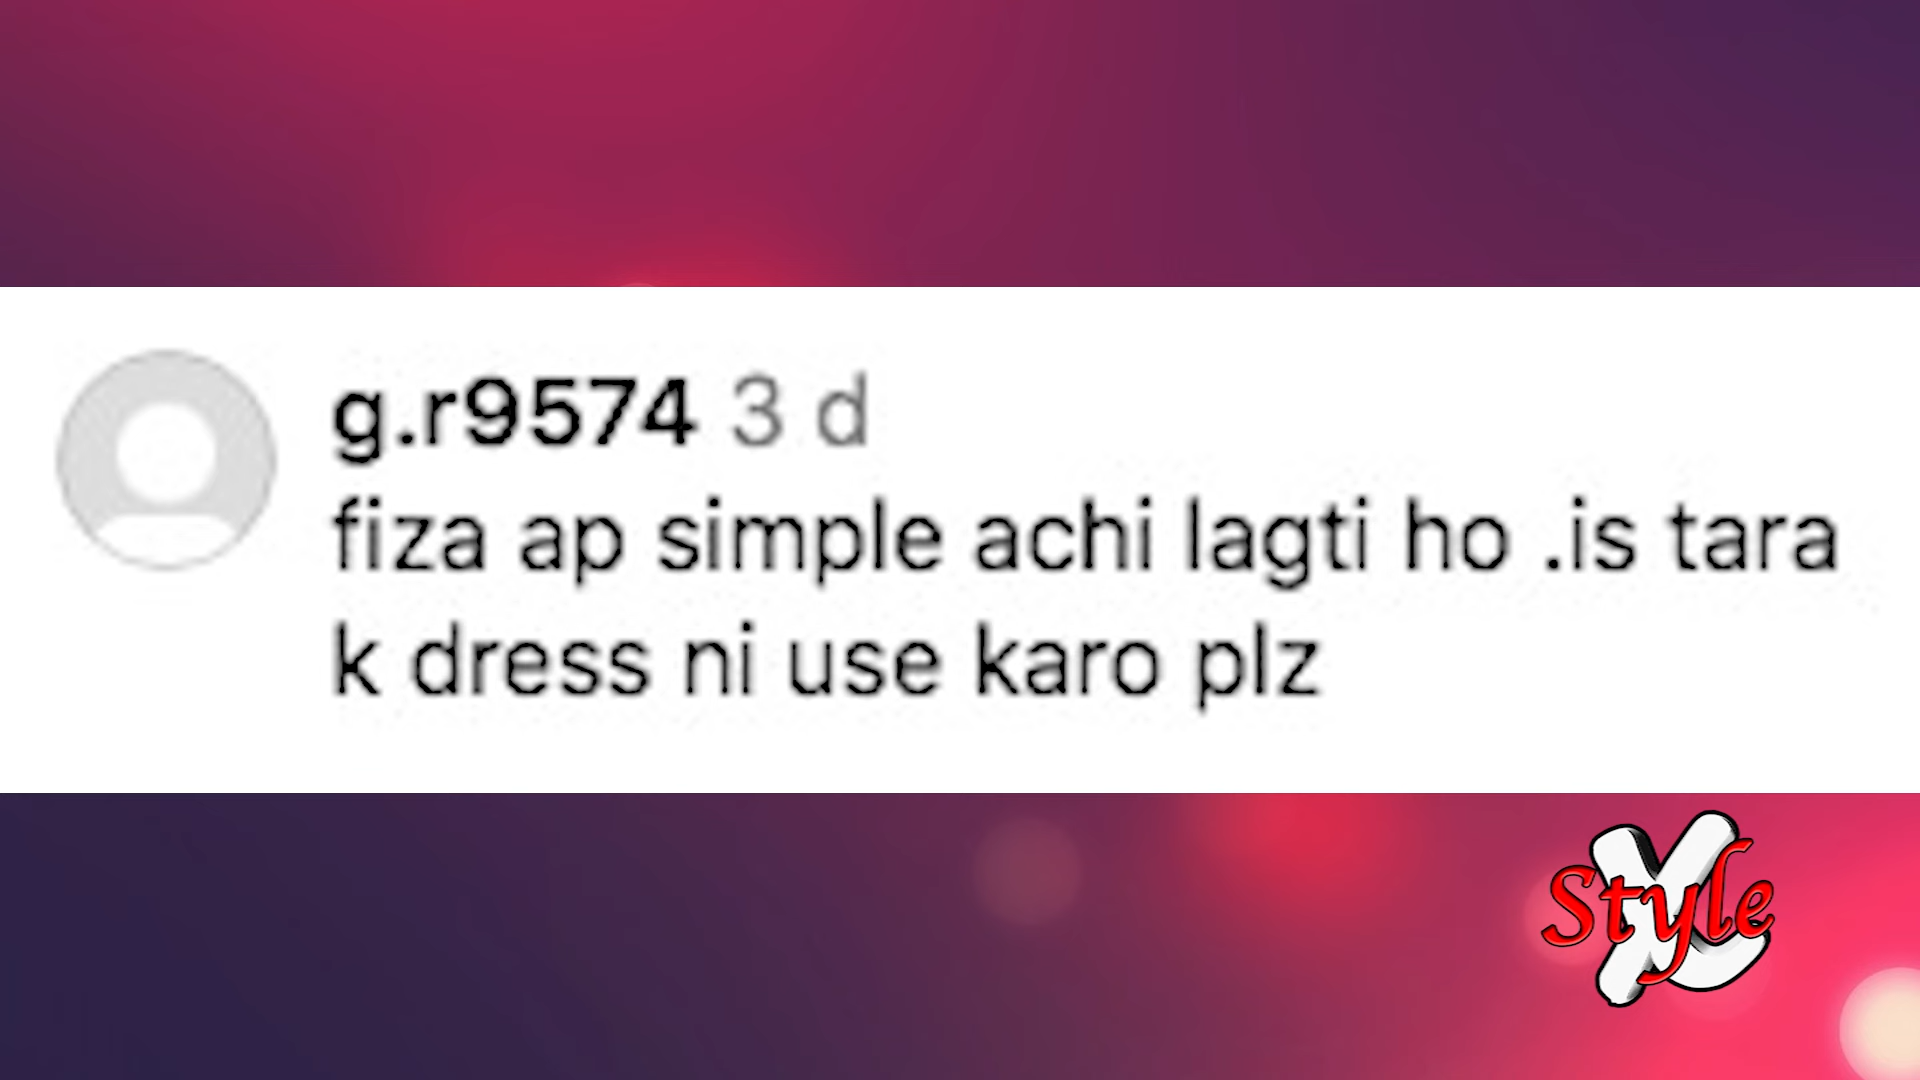 g.r9574 3 d
fiza ap simple achi lagti ho .is tara
k dress ni use karo plz
Style